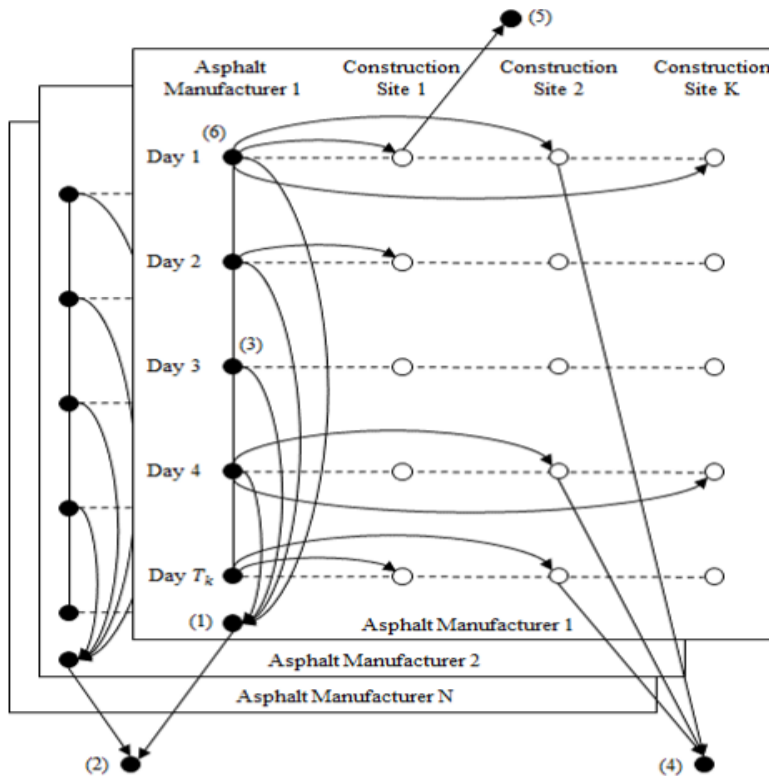 (5)
Asphalt Manufacturer 1
Construction Site 1
Construction Site 2
Construction Site K
(6)
Day 1
Day 2
(3)
Day 3
Day 4
Day T_k
(1)
Asphalt Manufacturer 1
Asphalt Manufacturer 2
Asphalt Manufacturer N
(2)
(4)